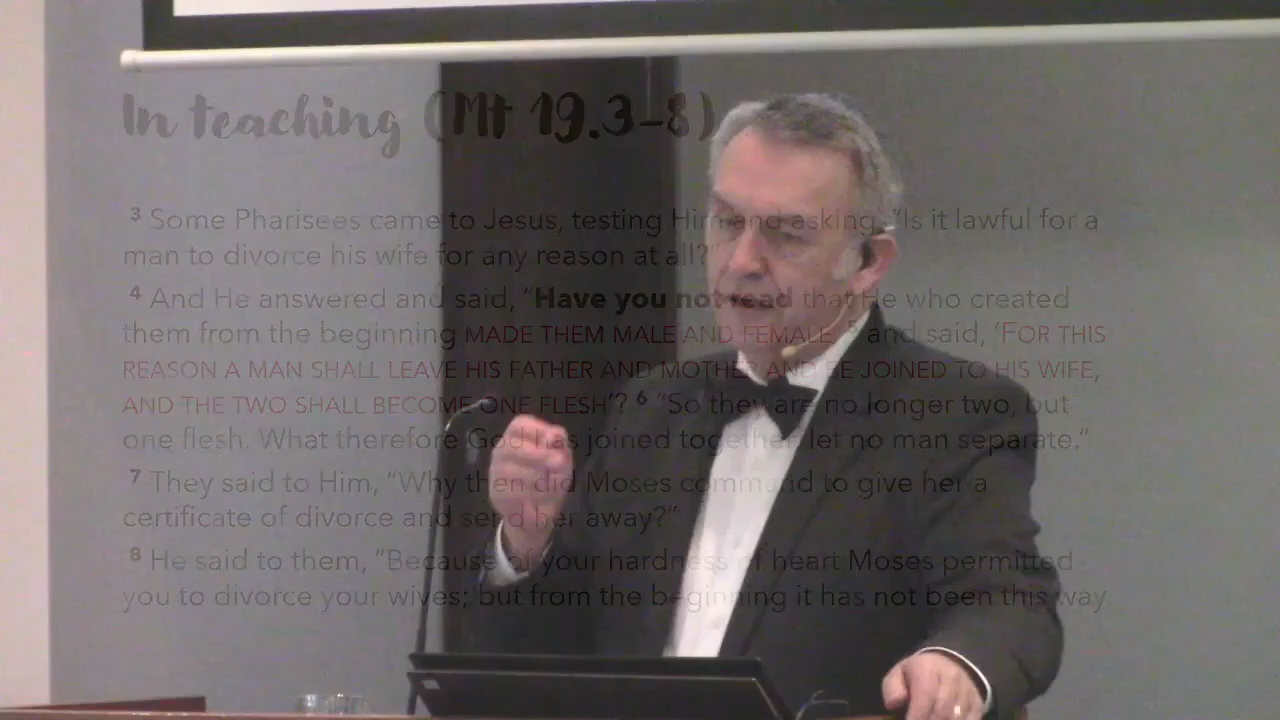 In teaching (Mt 19.3–8)
3 Some Pharisees came to Jesus, testing Him asking, “Is it lawful for a
man to divorce his wife for any reason at all?”
4 And He answered and said, “Have you not read that He who created
them from the beginning MADE THEM MALE AND FEMALE, 5 and said, ‘FOR THIS
REASON A MAN SHALL LEAVE HIS FATHER AND MOTHER AND BE JOINED TO HIS WIFE,
AND THE TWO SHALL BECOME ONE FLESH’? 6 “So they are no longer two, but
one flesh. What therefore God has joined together, let no man separate.”
7 They said to Him, “Why then did Moses command to give her a
certificate of divorce and send her away?”
8 He said to them, “Because of your hardness of heart Moses permitted
you to divorce your wives; but from the beginning it has not been this way.